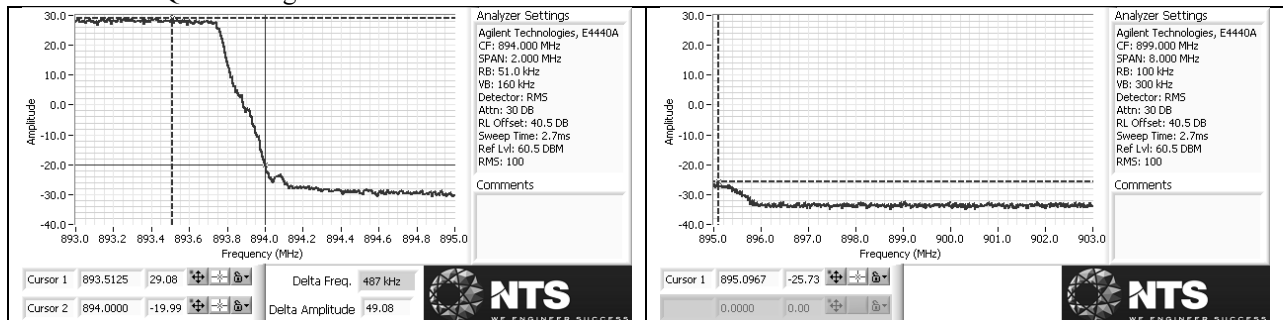 Analyzer Settings
Agilent Technologies, E4440A
CF: 894.000 MHz
SPAN: 2.000 MHz
RB: 51.0 kHz
VB: 160 kHz
Detector: RMS
Attn: 30 DB
RL Offset: 40.5 DB
Sweep Time: 2.7ms
Ref Lvl: 60.5 DBM
RMS: 100
Comments
Amplitude
30.0
20.0
10.0
0.0
-10.0
-20.0
-30.0
-40.0
893.0 893.2 893.4 893.6 893.8 894.0 894.2 894.4 894.6 894.8 895.0
Frequency (MHz)
Cursor 1 893.5125 29.08
Cursor 2 894.0000 -19.99
Delta Freq. 487 kHz
Delta Amplitude 49.08
NTS
WE ENGINEER SUCCESS
Analyzer Settings
Agilent Technologies, E4440A
CF: 899.000 MHz
SPAN: 8.000 MHz
RB: 100 kHz
VB: 300 kHz
Detector: RMS
Attn: 30 DB
RL Offset: 40.5 DB
Sweep Time: 2.7ms
Ref Lvl: 60.5 DBM
RMS: 100
Comments
Amplitude
30.0
20.0
10.0
0.0
-10.0
-20.0
-30.0
-40.0
895.0 896.0 897.0 898.0 899.0 900.0 901.0 902.0 903.0
Frequency (MHz)
Cursor 1 895.0967 -25.73
0.0000 0.00
NTS
WE ENGINEER SUCCESS